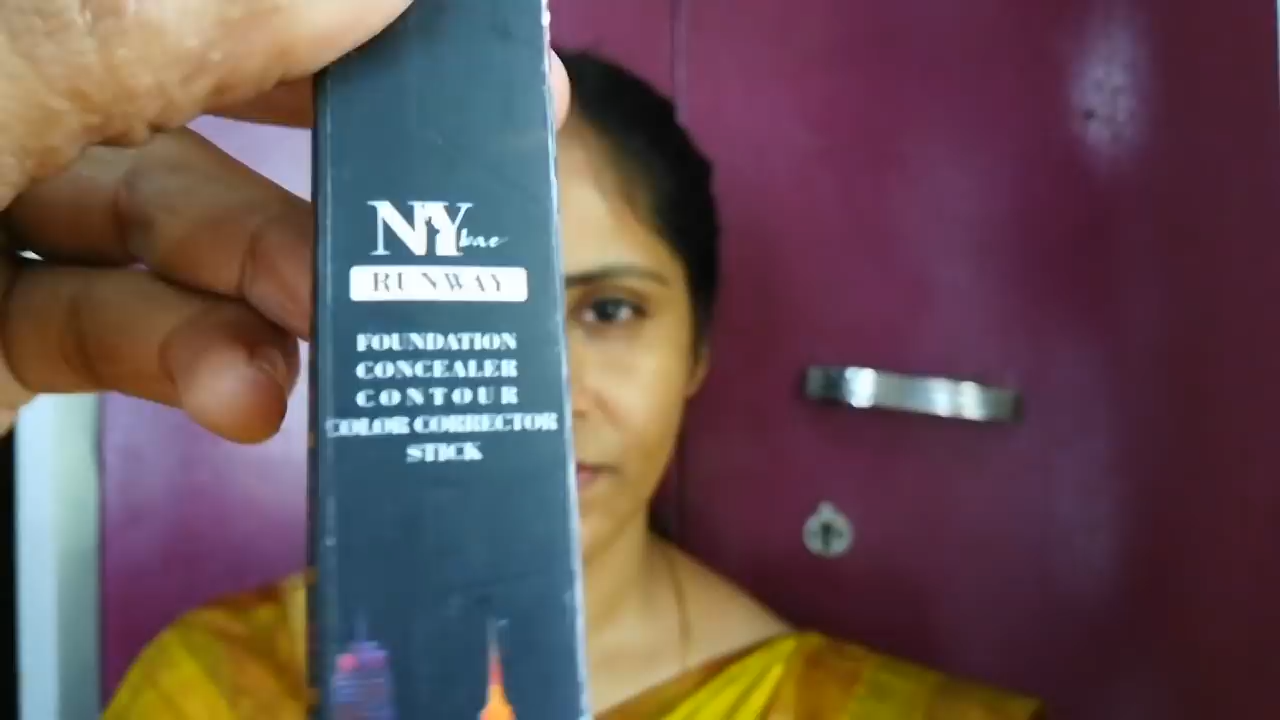 NY bae
RUNWAY
FOUNDATION
CONCEALER
CONTOUR
COLOR CORRECTOR
STICK